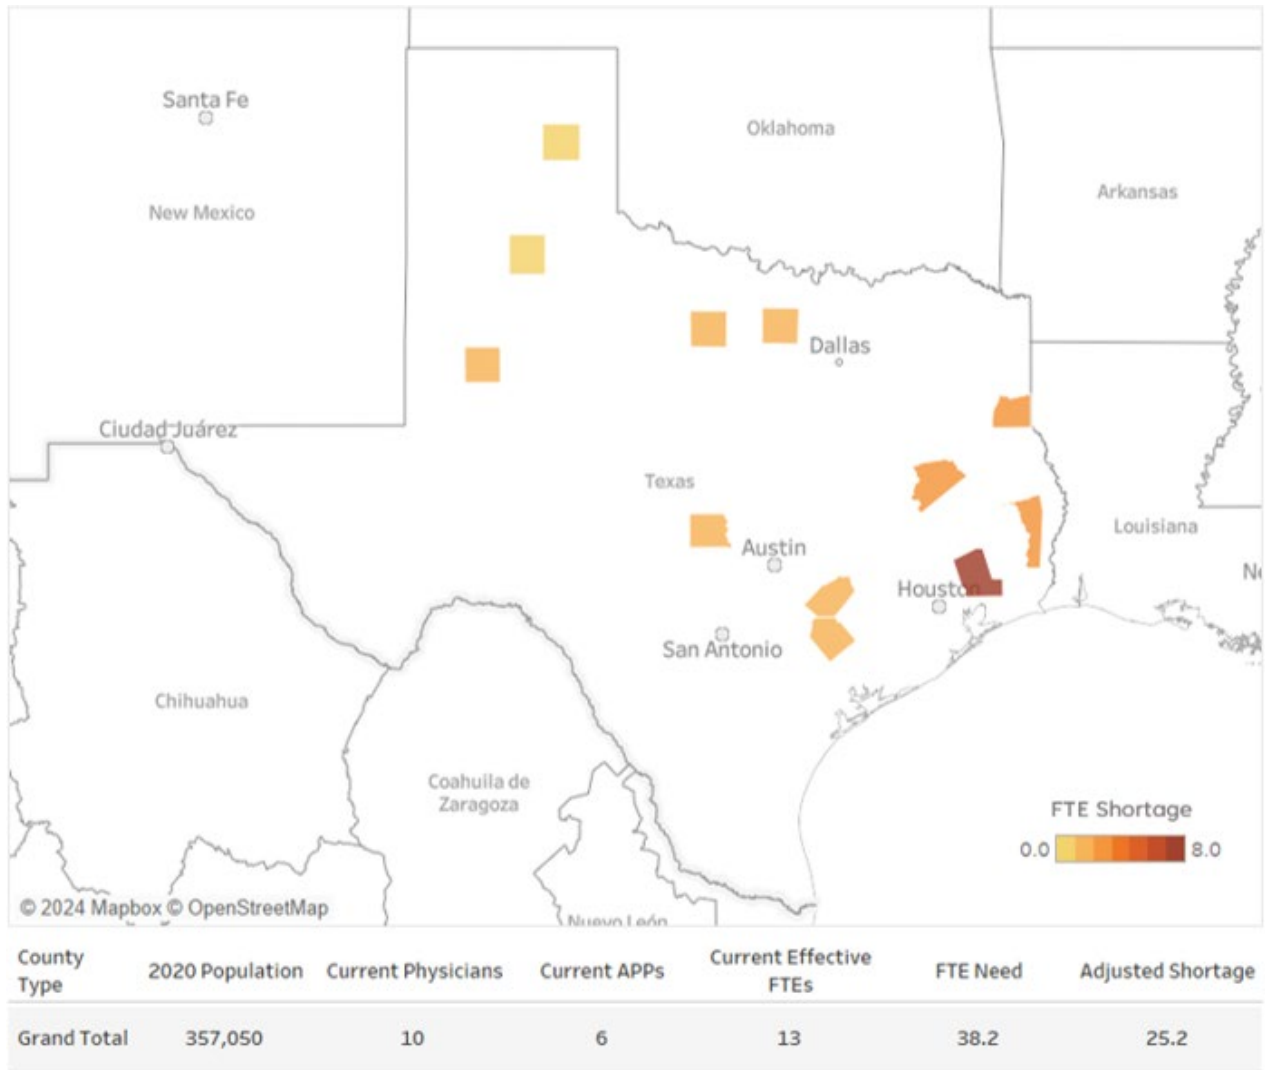 Santa Fe
Oklahoma
Arkansas
New Mexico
Dallas
Ciudad Juárez
Texas
Louisiana
Austin
Houston
San Antonio
Chihuahua
Coahuila de
Zaragoza
FTE Shortage
0.0 8.0
© 2024 Mapbox © OpenStreetMap
Nuevo León
County Type 2020 Population Current Physicians Current APPs Current Effective FTEs FTE Need Adjusted Shortage
Grand Total 357,050 10 6 13 38.2 25.2